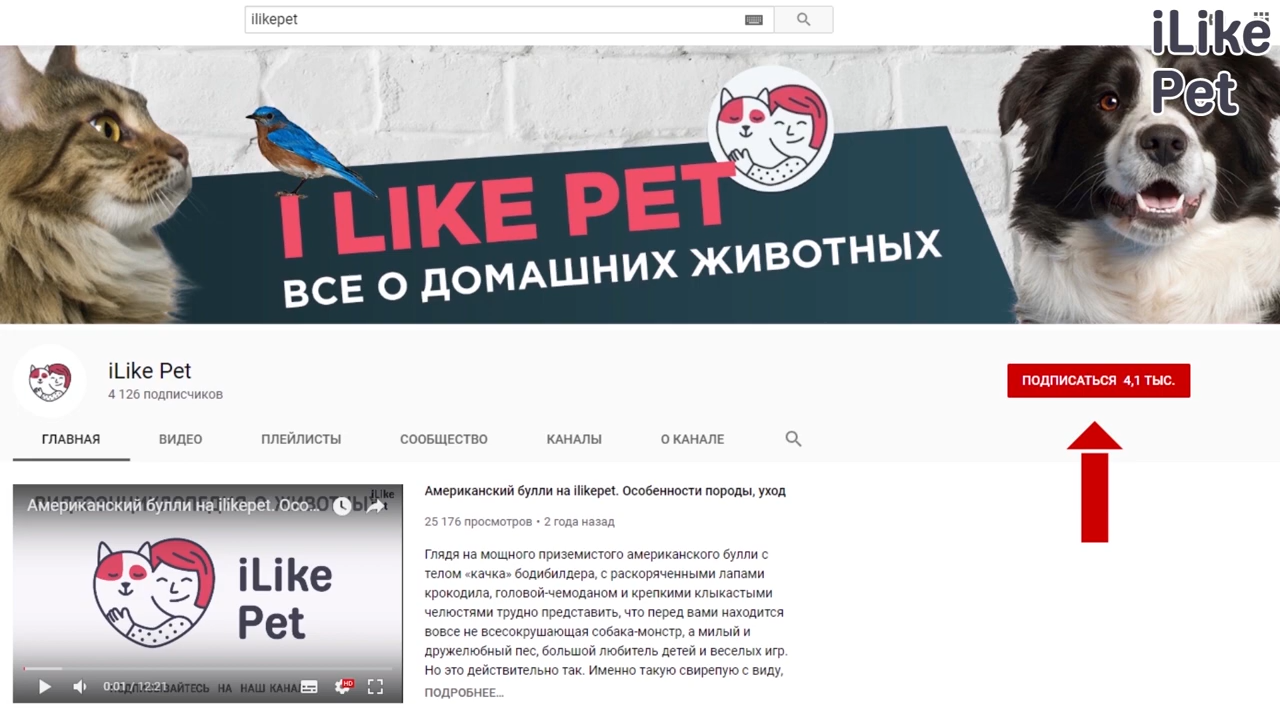 ilikepet
iLike
Pet
I LIKE PET
ВСЕ О ДОМАШНИХ ЖИВОТНЫХ
iLike Pet
4 126 подписчиков
ПОДПИСАТЬСЯ 4,1 ТЫС.
ГЛАВНАЯ
ВИДЕО
ПЛЕЙЛИСТЫ
СООБЩЕСТВО
КАНАЛЫ
О КАНАЛЕ
Американский булли на ilikepet. Осо...
iLike
Pet
0:01 / 12:21
HD
Американский булли на ilikepet. Особенности породы, уход
25 176 просмотров • 2 года назад
Глядя на мощного приземистого американского булли с
телом «качка» бодибилдера, с раскоряченными лапами
крокодила, головой-чемоданом и крепкими клыкастыми
челюстями трудно представить, что перед вами находится
вовсе не всесокрушающая собака-монстр, а милый и
дружелюбный пес, большой любитель детей и веселых игр.
Но это действительно так. Именно такую свирепую с виду,
ПОДРОБНЕЕ...